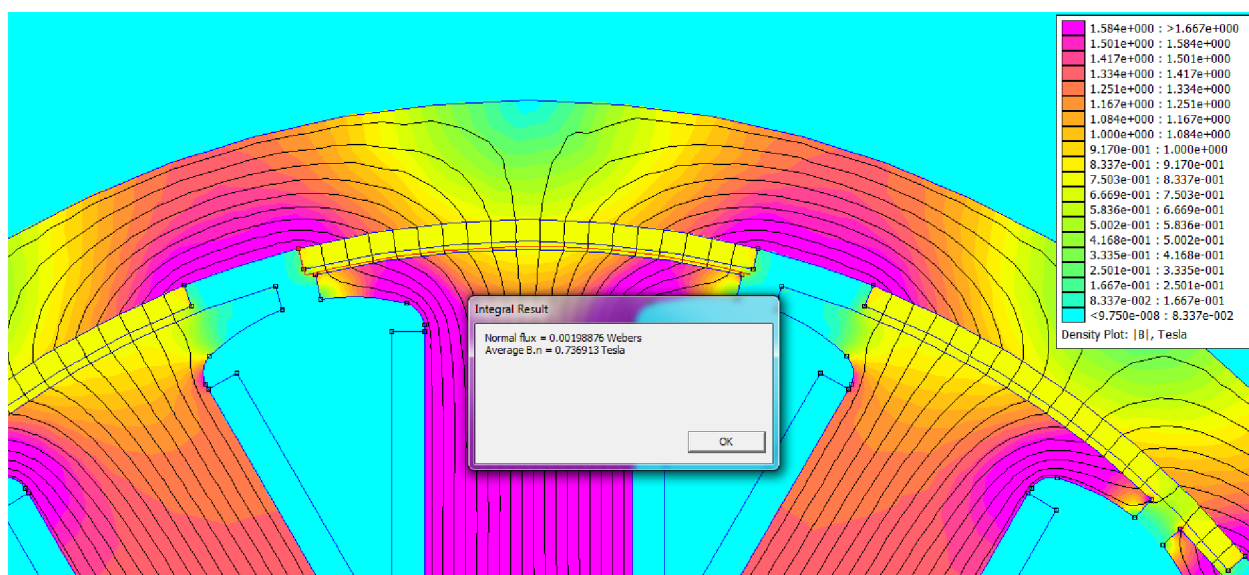 1.584e+000 : >1.667e+000
1.501e+000 : 1.584e+000
1.417e+000 : 1.501e+000
1.334e+000 : 1.417e+000
1.251e+000 : 1.334e+000
1.167e+000 : 1.251e+000
1.084e+000 : 1.167e+000
1.000e+000 : 1.084e+000
9.170e-001 : 1.000e+000
8.337e-001 : 9.170e-001
7.503e-001 : 8.337e-001
6.669e-001 : 7.503e-001
5.836e-001 : 6.669e-001
5.002e-001 : 5.836e-001
4.168e-001 : 5.002e-001
3.335e-001 : 4.168e-001
2.501e-001 : 3.335e-001
1.667e-001 : 2.501e-001
8.337e-002 : 1.667e-001
<9.750e-008 : 8.337e-002
Density Plot: |B|, Tesla
Integral Result
Normal flux = 0.00198876 Webers
Average B.n = 0.736913 Tesla
OK